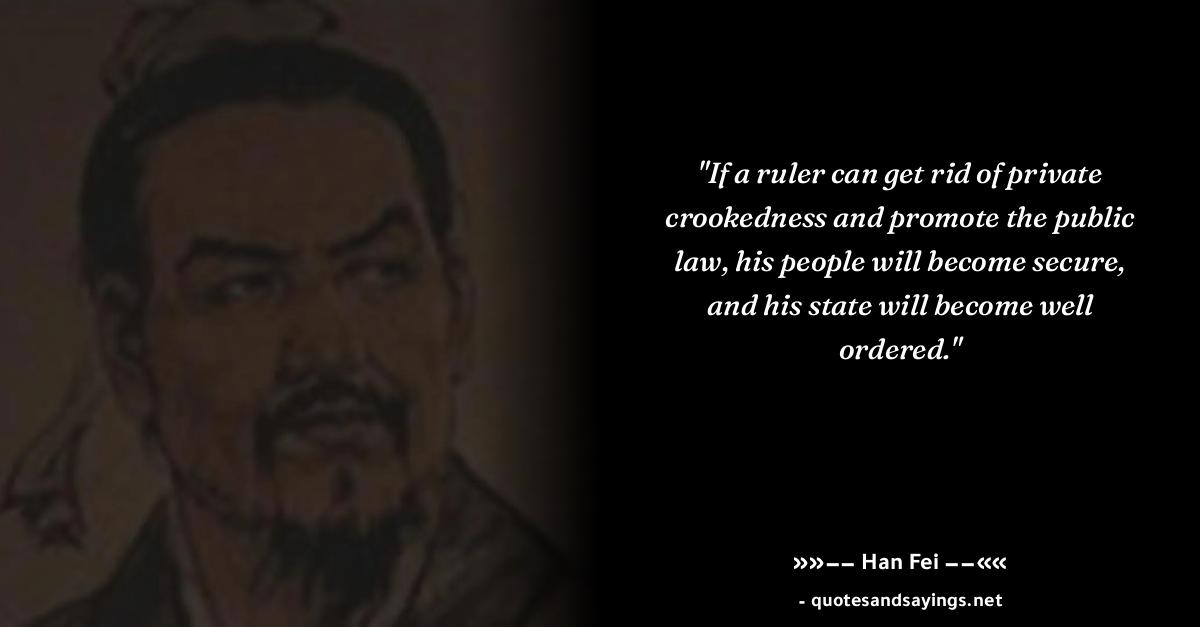 "If a ruler can get rid of private
crookedness and promote the public
law, his people will become secure,
and his state will become well
ordered."
»»−− Han Fei −−««
- quotesandsayings.net